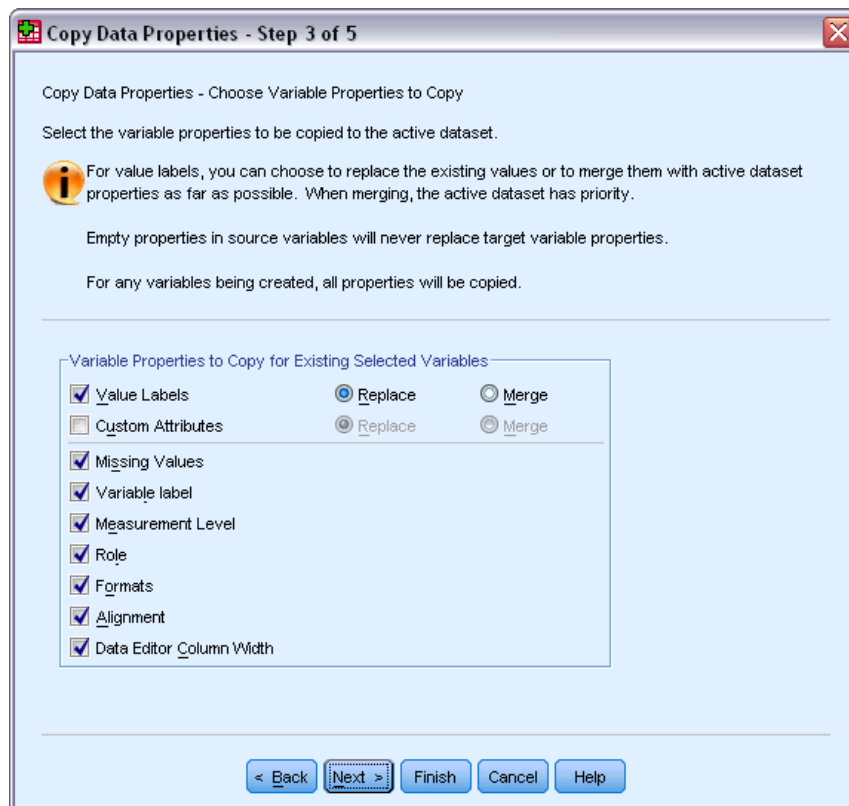 Copy Data Properties - Step 3 of 5
Copy Data Properties - Choose Variable Properties to Copy
Select the variable properties to be copied to the active dataset.
For value labels, you can choose to replace the existing values or to merge them with active dataset
properties as far as possible. When merging, the active dataset has priority.
Empty properties in source variables will never replace target variable properties.
For any variables being created, all properties will be copied.
Variable Properties to Copy for Existing Selected Variables
Value Labels Replace Merge
Custom Attributes Replace Merge
Missing Values
Variable label
Measurement Level
Role
Formats
Alignment
Data Editor Column Width
< Back Next > Finish Cancel Help